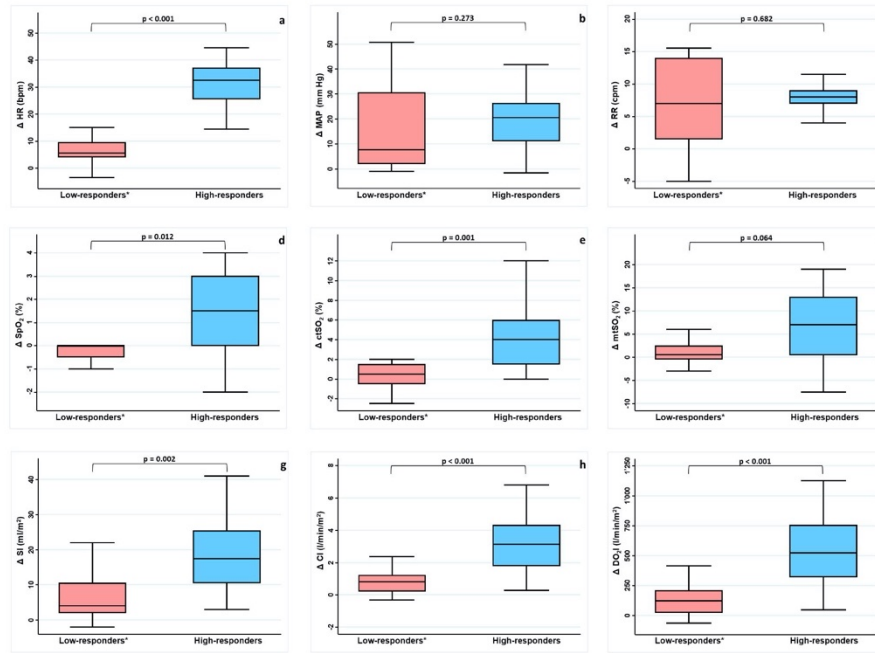 p < 0.001
a
Δ HR (bpm)
50
40
30
20
10
0
Low-responders*
High-responders
p = 0.273
b
Δ MAP (mm Hg)
50
40
30
20
10
0
Low-responders*
High-responders
p = 0.682
Δ RR (cpm)
20
15
10
5
0
-5
Low-responders*
High-responders
p = 0.012
d
Δ SpO₂ (%)
4
3
2
1
0
-1
-2
Low-responders*
High-responders
p = 0.001
e
Δ ctSO₂ (%)
12
10
8
6
4
2
0
-2
Low-responders*
High-responders
p = 0.064
Δ mtSO₂ (%)
20
15
10
5
0
-5
-10
Low-responders*
High-responders
p = 0.002
g
Δ SI (ml/m²)
40
30
20
10
0
Low-responders*
High-responders
p < 0.001
h
Δ CI (l/min/m²)
8
6
4
2
0
-2
Low-responders*
High-responders
p < 0.001
Δ DO₂I (l/min/m²)
1'250
1'000
750
500
250
0
Low-responders*
High-responders